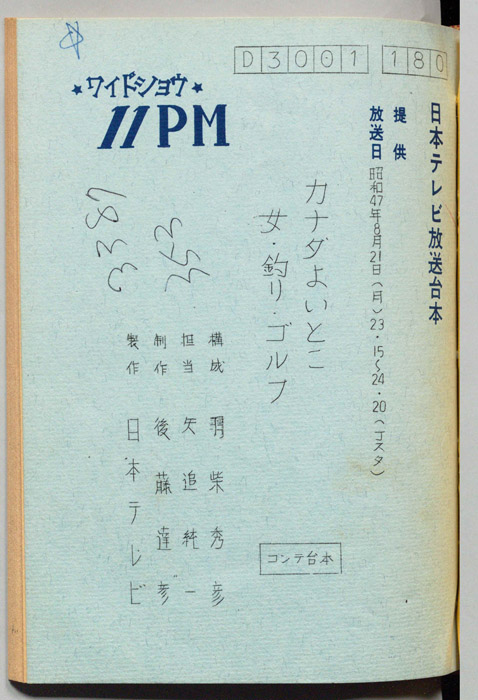 D3001 180
日本テレビ放送台本
提供
放送日 昭和47年8月21日(月)23・15〜24・20(Iスタ)
★ワイドショウ★
11PM
カナダよいとこ
女・釣り・ゴルフ
構成 羽柴秀彦
担当 矢追純一
制作 後藤達彦
製作 日本テレビ
コンテ台本
353
3387